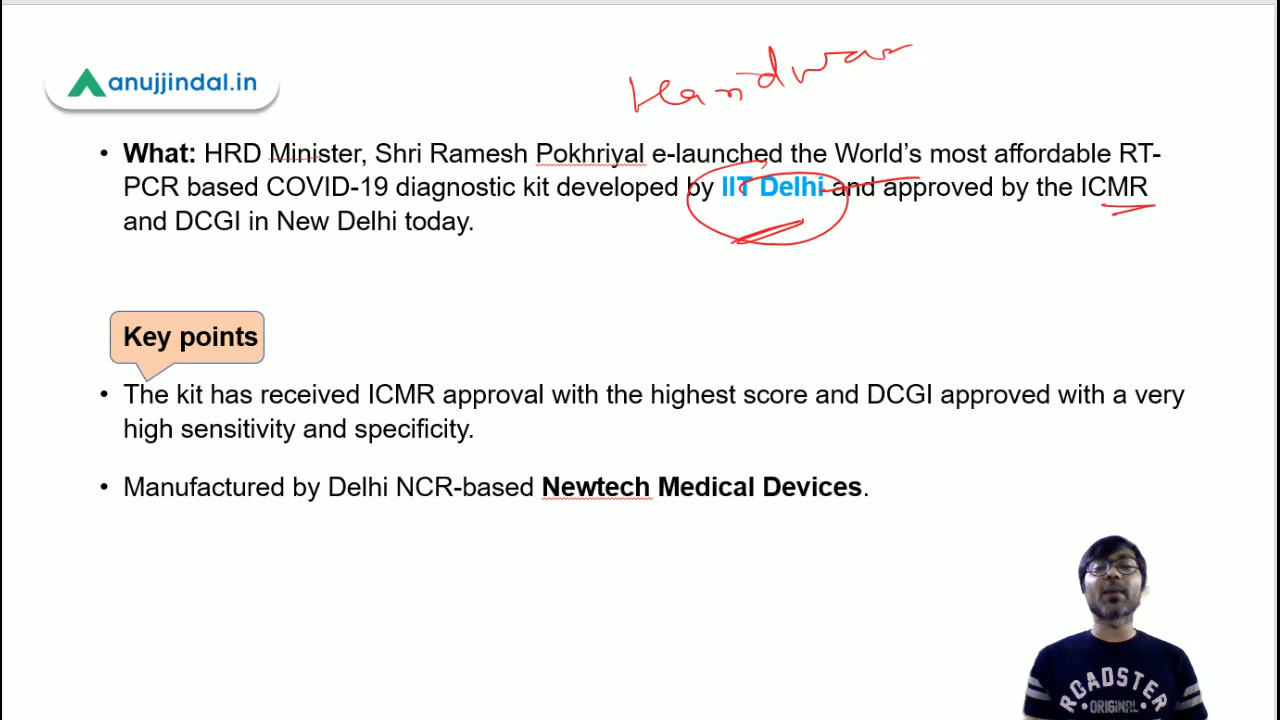 Haridwar
anujjindal.in
• What: HRD Minister, Shri Ramesh Pokhriyal e-launched the World's most affordable RT-
PCR based COVID-19 diagnostic kit developed by IIT Delhi and approved by the ICMR
and DCGI in New Delhi today.
Key points
• The kit has received ICMR approval with the highest score and DCGI approved with a very
high sensitivity and specificity.
• Manufactured by Delhi NCR-based Newtech Medical Devices.
ROADSTER
• ORIGINAL •